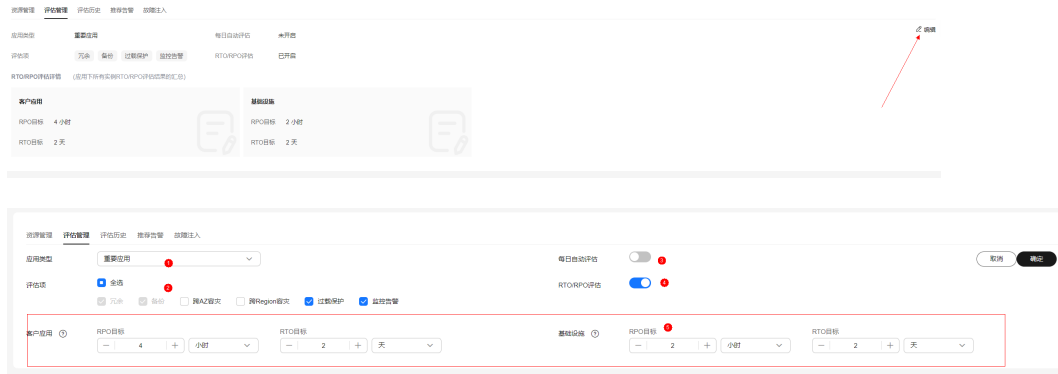 资源管理 评估管理 评估历史 推荐告警 故障注入
应用类型 重要应用 每日自动评估 未开启 编辑
评估项 冗余 备份 过载保护 监控告警 RTO/RPO评估 已开启
RTO/RPO评估详情 (应用下所有实例RTO/RPO评估结果的汇总)
客户应用 基础设施
RPO目标 4 小时 RPO目标 2 小时
RTO目标 2 天 RTO目标 2 天
资源管理 评估管理 评估历史 推荐告警 故障注入
应用类型 重要应用 1 每日自动评估 3 取消 确定
评估项 全选 2 RTO/RPO评估 4
冗余 备份 跨AZ容灾 跨Region容灾 过载保护 监控告警
客户应用 ? RPO目标 RTO目标 基础设施 ? RPO目标 5 RTO目标
− 4 + 小时 − 2 + 天 − 2 + 小时 − 2 + 天